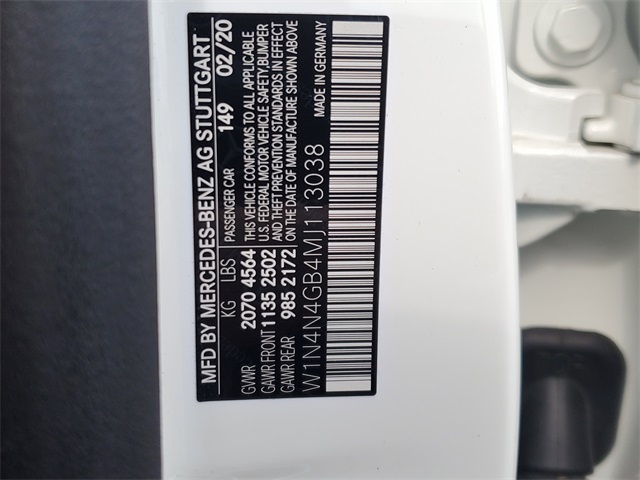 MFD BY MERCEDES-BENZ AG STUTTGART
KG LBS PASSENGER CAR 149 02/20
GVWR 2070 4564 THIS VEHICLE CONFORMS TO ALL APPLICABLE
GAWR FRONT 1135 2502 U.S. FEDERAL MOTOR VEHICLE SAFETY, BUMPER
GAWR REAR 985 2172 AND THEFT PREVENTION STANDARDS IN EFFECT
ON THE DATE OF MANUFACTURE SHOWN ABOVE
W1N4N4GB4MJ113038 MADE IN GERMANY